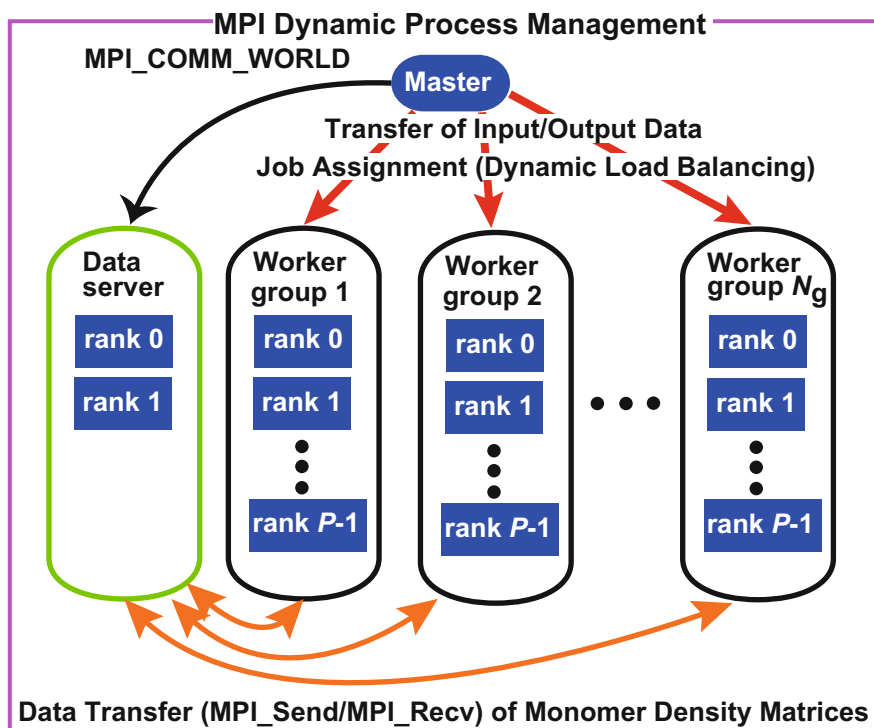 MPI Dynamic Process Management
MPI_COMM_WORLD
Master
Transfer of Input/Output Data
Job Assignment (Dynamic Load Balancing)
Data
server
rank 0
rank 1
Worker
group 1
rank 0
rank 1
rank P-1
Worker
group 2
rank 0
rank 1
rank P-1
Worker
group Ng
rank 0
rank 1
rank P-1
Data Transfer (MPI_Send/MPI_Recv) of Monomer Density Matrices